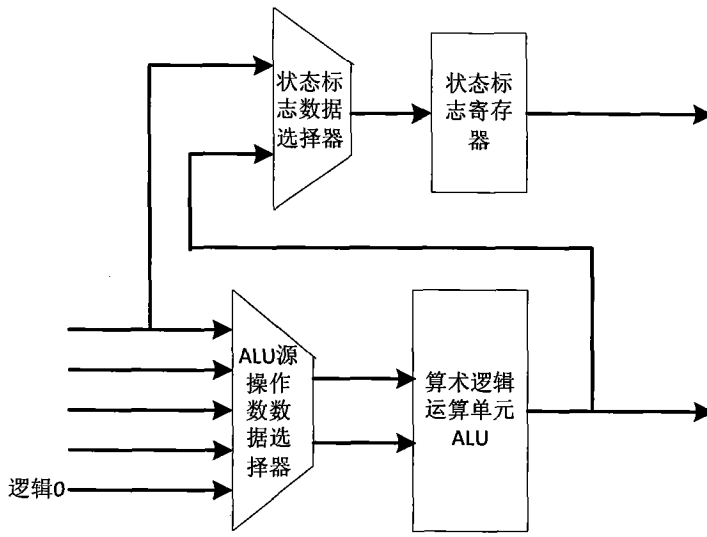 状态标
志数据
选择器
状态标
志寄存
器
ALU源
操作
数数
据选
择器
算术逻辑
运算单元
ALU
逻辑0